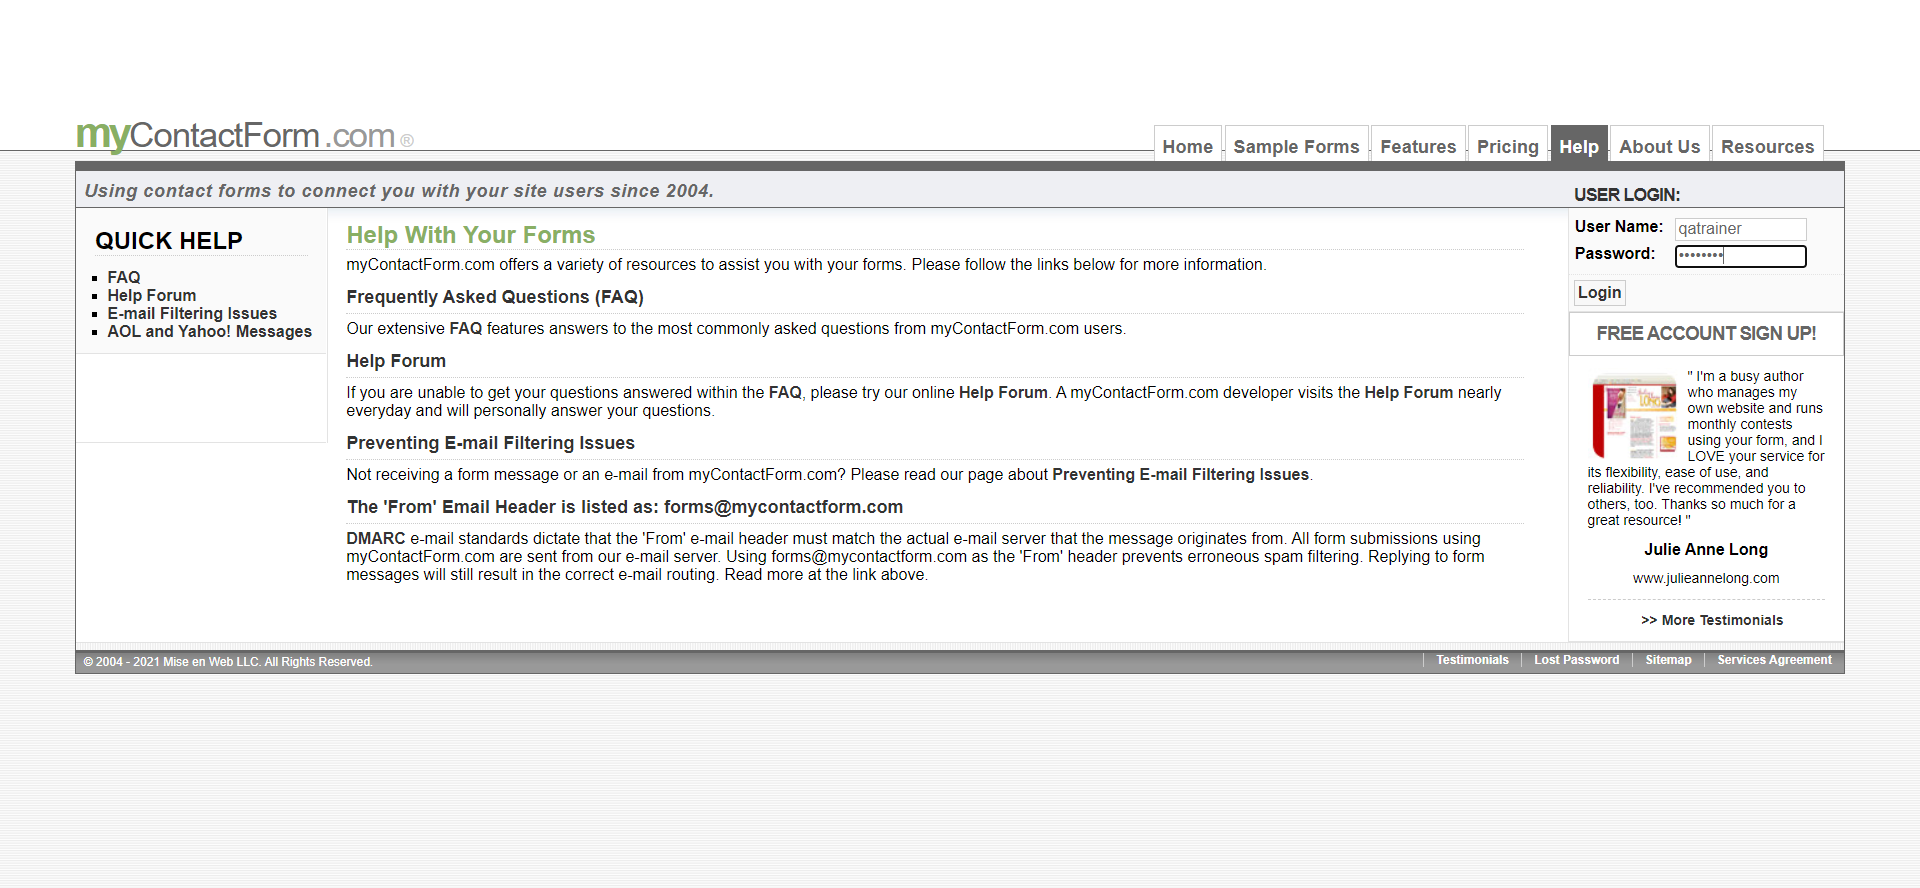 myContactForm.com®
Home
Sample Forms
Features
Pricing
Help
About Us
Resources
Using contact forms to connect you with your site users since 2004.
USER LOGIN:
QUICK HELP
FAQ
Help Forum
E-mail Filtering Issues
AOL and Yahoo! Messages
Help With Your Forms
myContactForm.com offers a variety of resources to assist you with your forms. Please follow the links below for more information.
Frequently Asked Questions (FAQ)
Our extensive FAQ features answers to the most commonly asked questions from myContactForm.com users.
Help Forum
If you are unable to get your questions answered within the FAQ, please try our online Help Forum. A myContactForm.com developer visits the Help Forum nearly
everyday and will personally answer your questions.
Preventing E-mail Filtering Issues
Not receiving a form message or an e-mail from myContactForm.com? Please read our page about Preventing E-mail Filtering Issues.
The 'From' Email Header is listed as: forms@mycontactform.com
DMARC e-mail standards dictate that the 'From' e-mail header must match the actual e-mail server that the message originates from. All form submissions using
myContactForm.com are sent from our e-mail server. Using forms@mycontactform.com as the 'From' header prevents erroneous spam filtering. Replying to form
messages will still result in the correct e-mail routing. Read more at the link above.
User Name: qatrainer
Password: ••••••••
Login
FREE ACCOUNT SIGN UP!
" I'm a busy author
who manages my
own website and runs
monthly contests
using your form, and I
LOVE your service for
its flexibility, ease of use, and
reliability. I've recommended you to
others, too. Thanks so much for a
great resource! "
Julie Anne Long
www.julieannelong.com
>> More Testimonials
© 2004 - 2021 Mise en Web LLC. All Rights Reserved.
Testimonials
Lost Password
Sitemap
Services Agreement